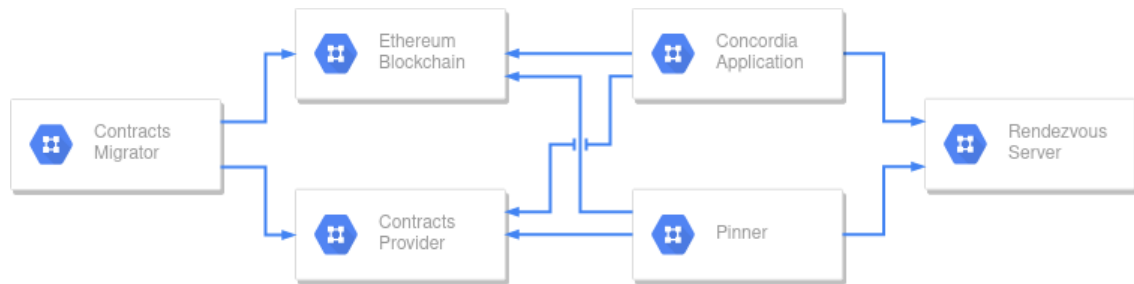 Ethereum
Blockchain
Concordia
Application
Contracts
Migrator
Rendezvous
Server
Contracts
Provider
Pinner